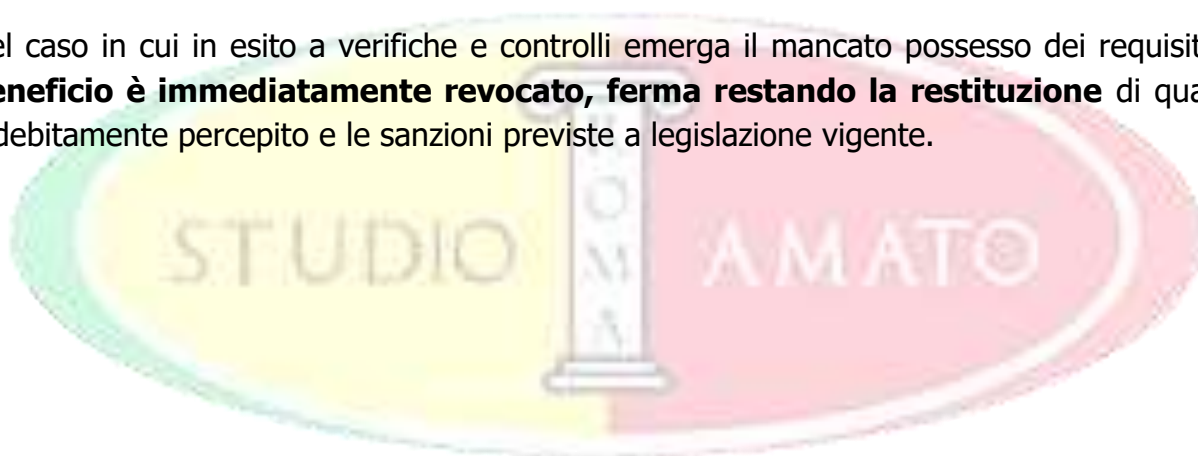 el caso in cui in esito a verifiche e controlli emerga il mancato possesso dei requisit
eneficio è immediatamente revocato, ferma restando la restituzione di qua
debitamente percepito e le sanzioni previste a legislazione vigente.
STUDIO
ROMA
AMATO